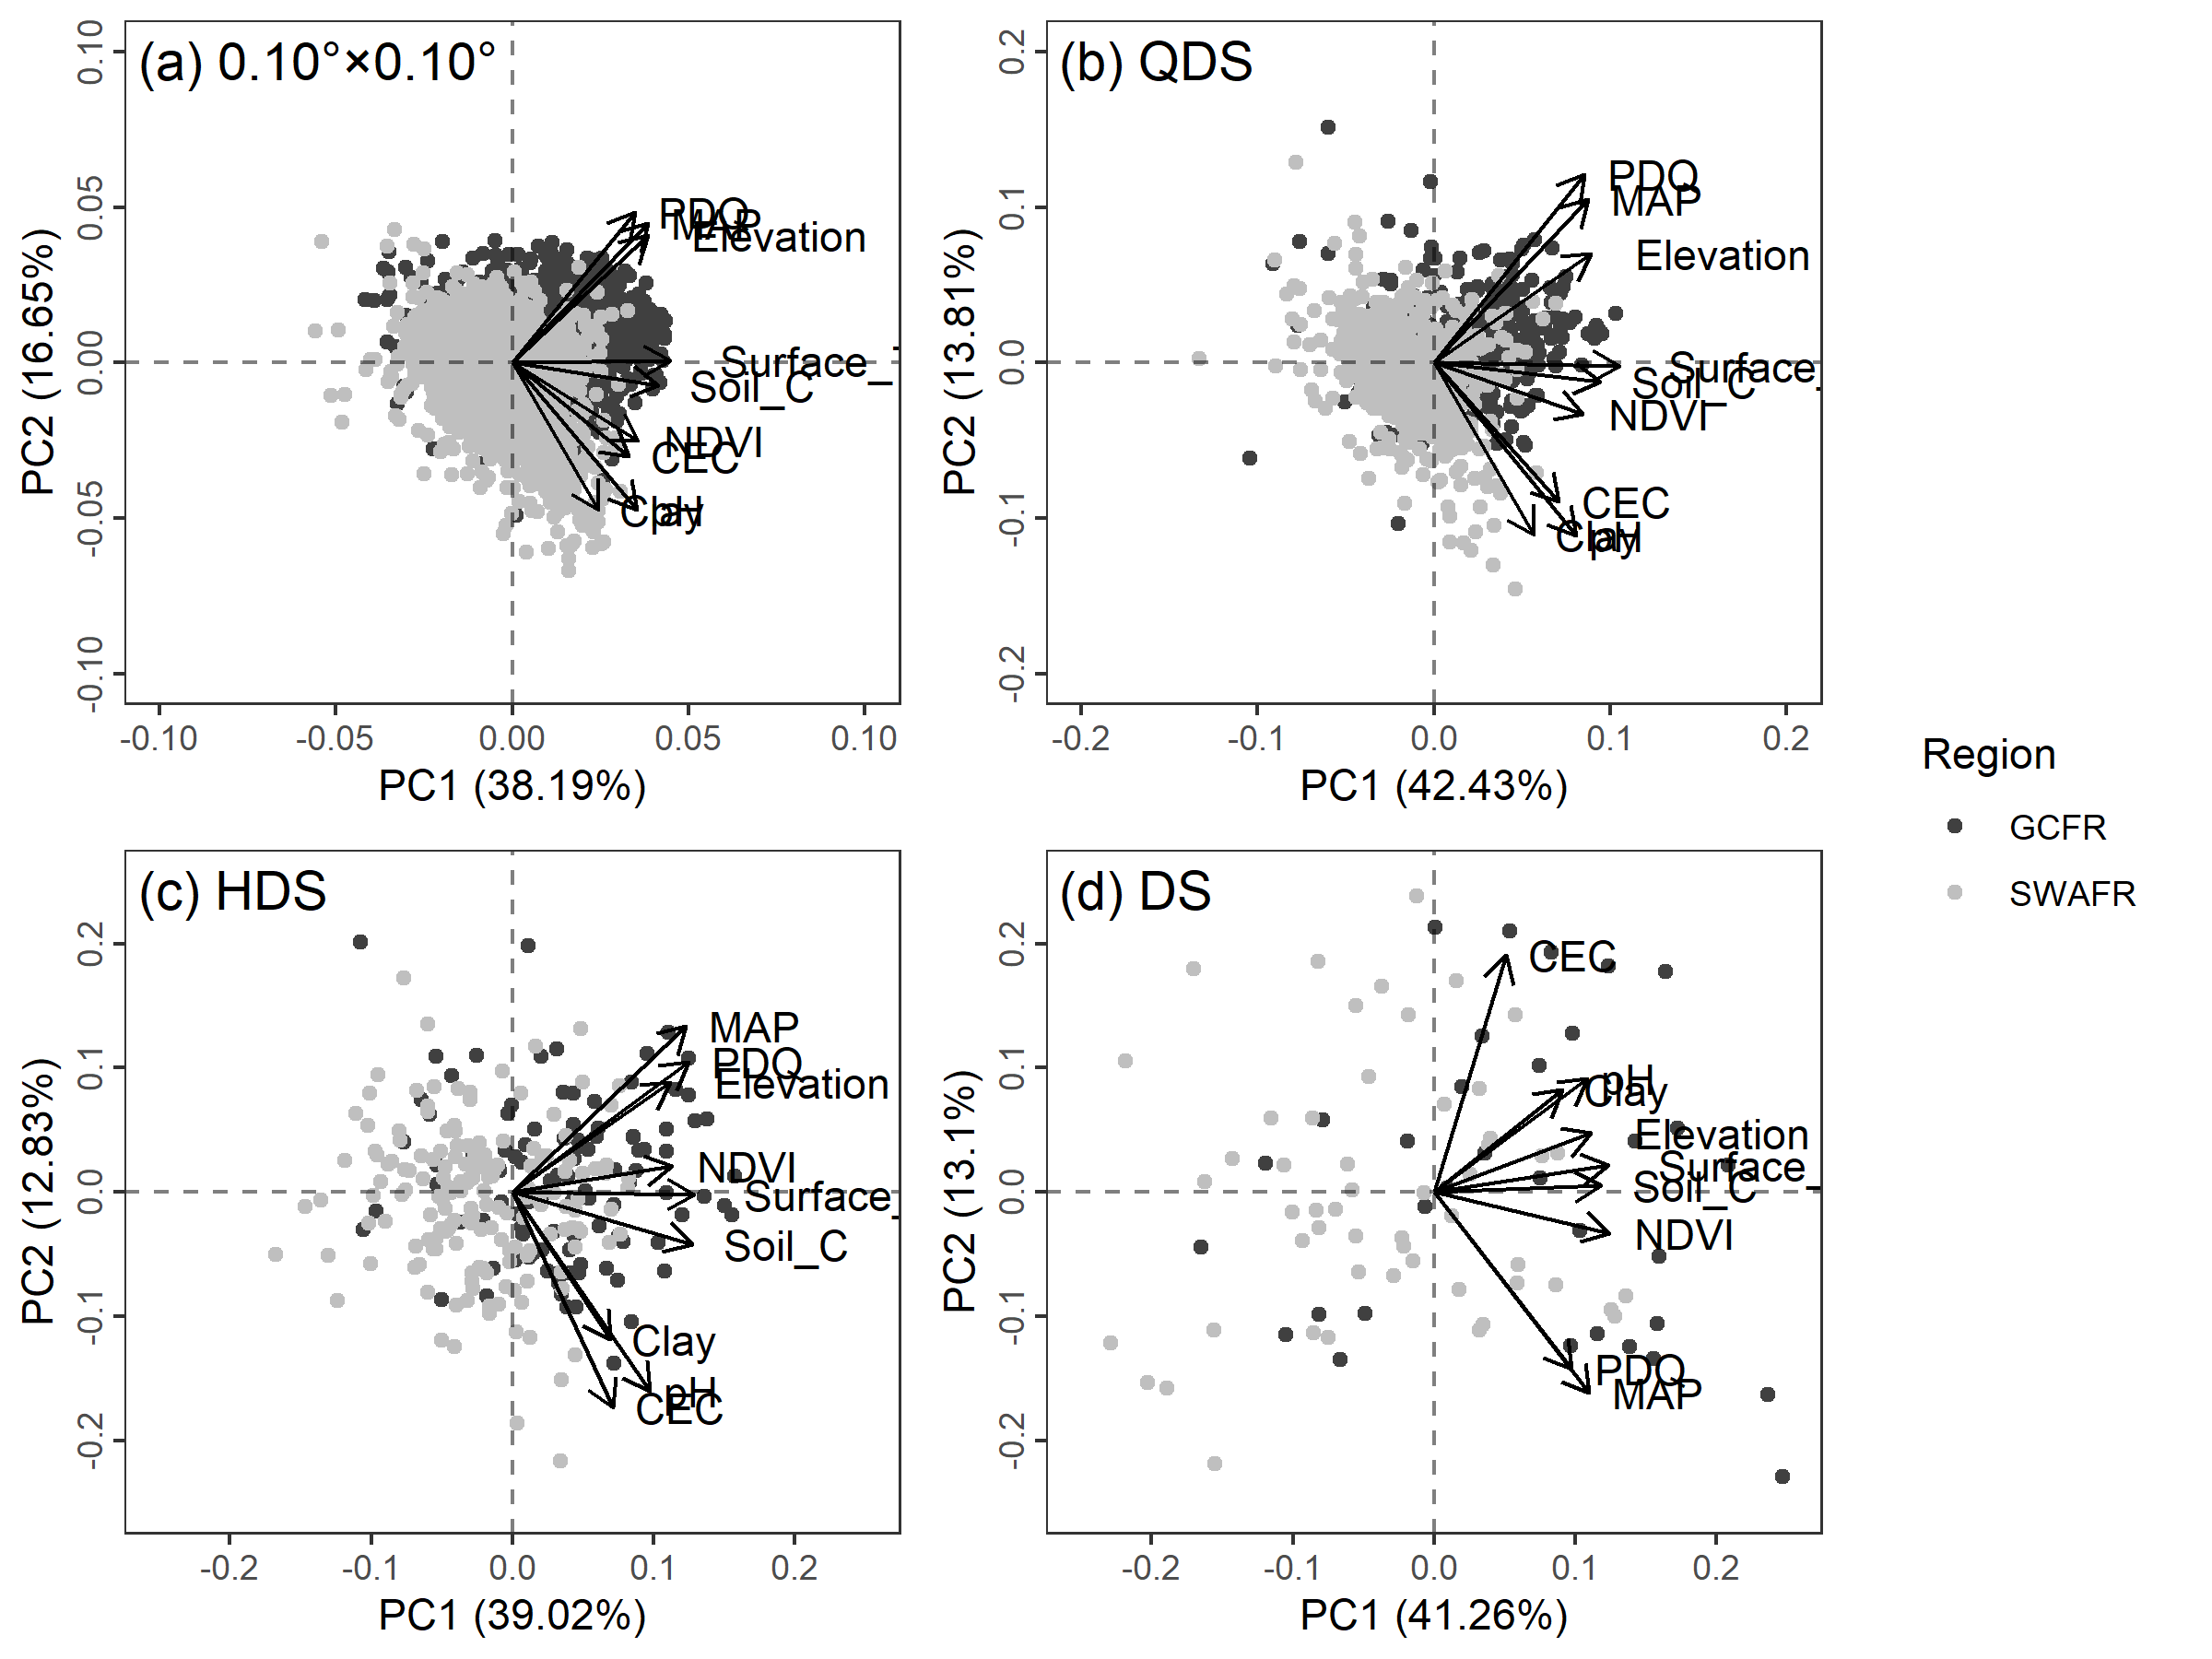 (a) 0.10°×0.10°
PC2 (16.65%)
0.10
0.05
0.00
-0.05
-0.10
PDQ
MAP
Elevation
Surface_
Soil_C
NDVI
CEC
Clay
pH
-0.10
-0.05
0.00
0.05
0.10
PC1 (38.19%)
(b) QDS
PC2 (13.81%)
0.2
0.1
0.0
-0.1
-0.2
PDQ
MAP
Elevation
Surface_
Soil_C
NDVI
CEC
Clay
pH
-0.2
-0.1
0.0
0.1
0.2
PC1 (42.43%)
Region
GCFR
SWAFR
(c) HDS
PC2 (12.83%)
0.2
0.1
0.0
-0.1
-0.2
MAP
PDQ
Elevation
NDVI
Surface_
Soil_C
Clay
pH
CEC
-0.2
-0.1
0.0
0.1
0.2
PC1 (39.02%)
(d) DS
PC2 (13.1%)
0.2
0.1
0.0
-0.1
-0.2
CEC
pH
Clay
Elevation
Surface_
Soil_C
NDVI
PDQ
MAP
-0.2
-0.1
0.0
0.1
0.2
PC1 (41.26%)